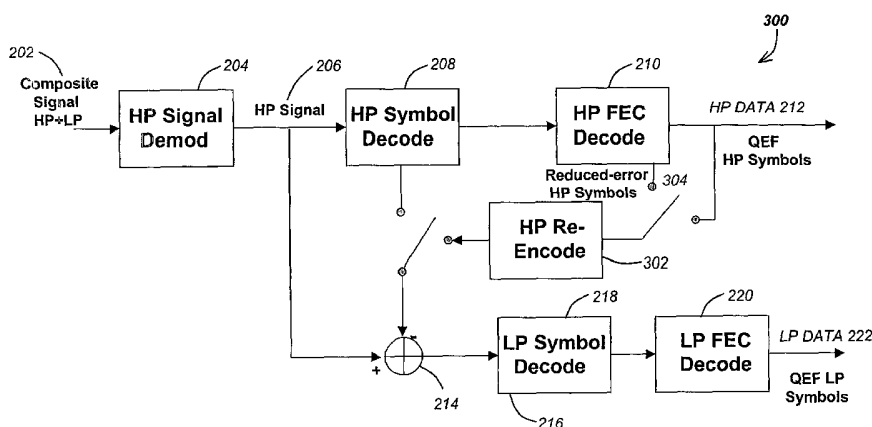 300
202
Composite
Signal
HP+LP
204
HP Signal
Demod
206
HP Signal
208
HP Symbol
Decode
210
HP FEC
Decode
HP DATA 212
QEF
HP Symbols
Reduced-error
HP Symbols
304
HP Re-
Encode
302
-
+
214
218
LP Symbol
Decode
216
220
LP FEC
Decode
LP DATA 222
QEF LP
Symbols